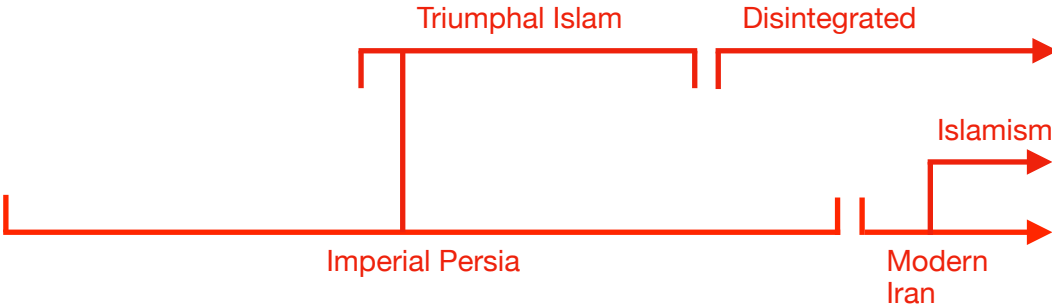 Triumphal Islam
Disintegrated
Islamism
Imperial Persia
Modern
Iran